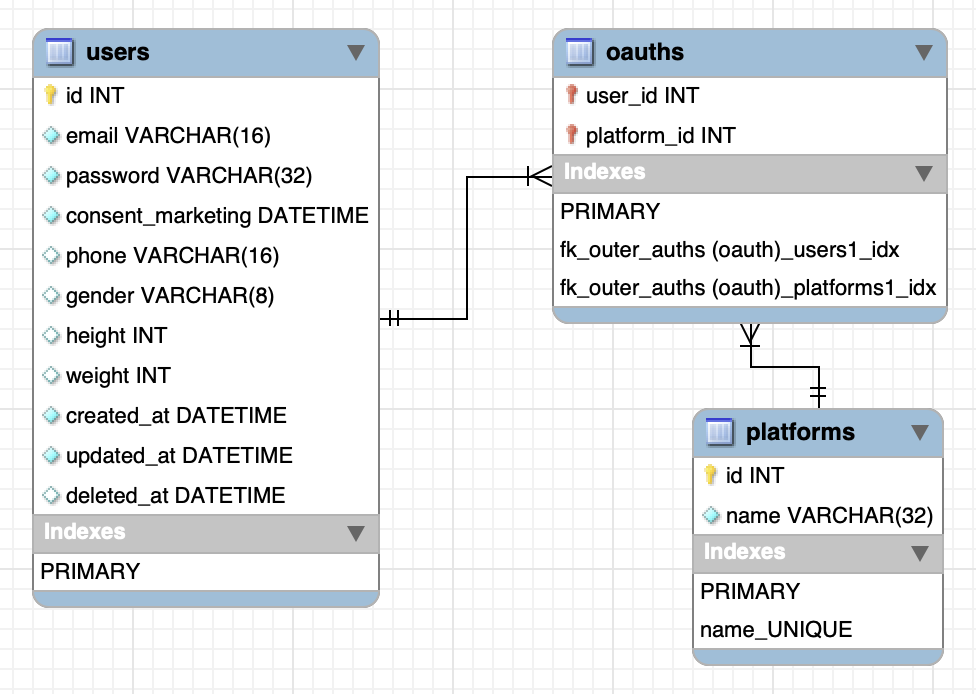 users
id INT
email VARCHAR(16)
password VARCHAR(32)
consent_marketing DATETIME
phone VARCHAR(16)
gender VARCHAR(8)
height INT
weight INT
created_at DATETIME
updated_at DATETIME
deleted_at DATETIME
Indexes
PRIMARY
oauths
user_id INT
platform_id INT
Indexes
PRIMARY
fk_outer_auths (oauth)_users1_idx
fk_outer_auths (oauth)_platforms1_idx
platforms
id INT
name VARCHAR(32)
Indexes
PRIMARY
name_UNIQUE